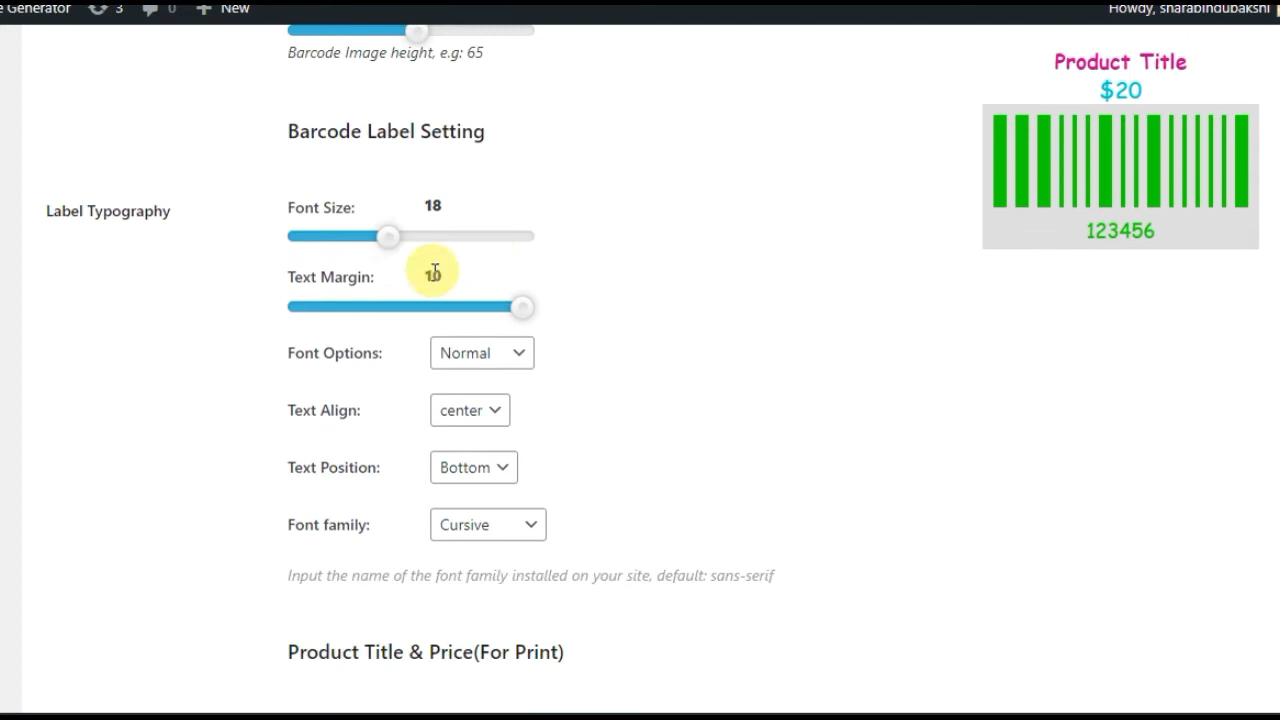 e Generator 3 0 New Howdy, sharabindubakshi
Barcode Image height, e.g: 65
Product Title
$20
123456
Barcode Label Setting
Label Typography
Font Size: 18
Text Margin: 10
Font Options: Normal
Text Align: center
Text Position: Bottom
Font family: Cursive
Input the name of the font family installed on your site, default: sans-serif
Product Title & Price(For Print)